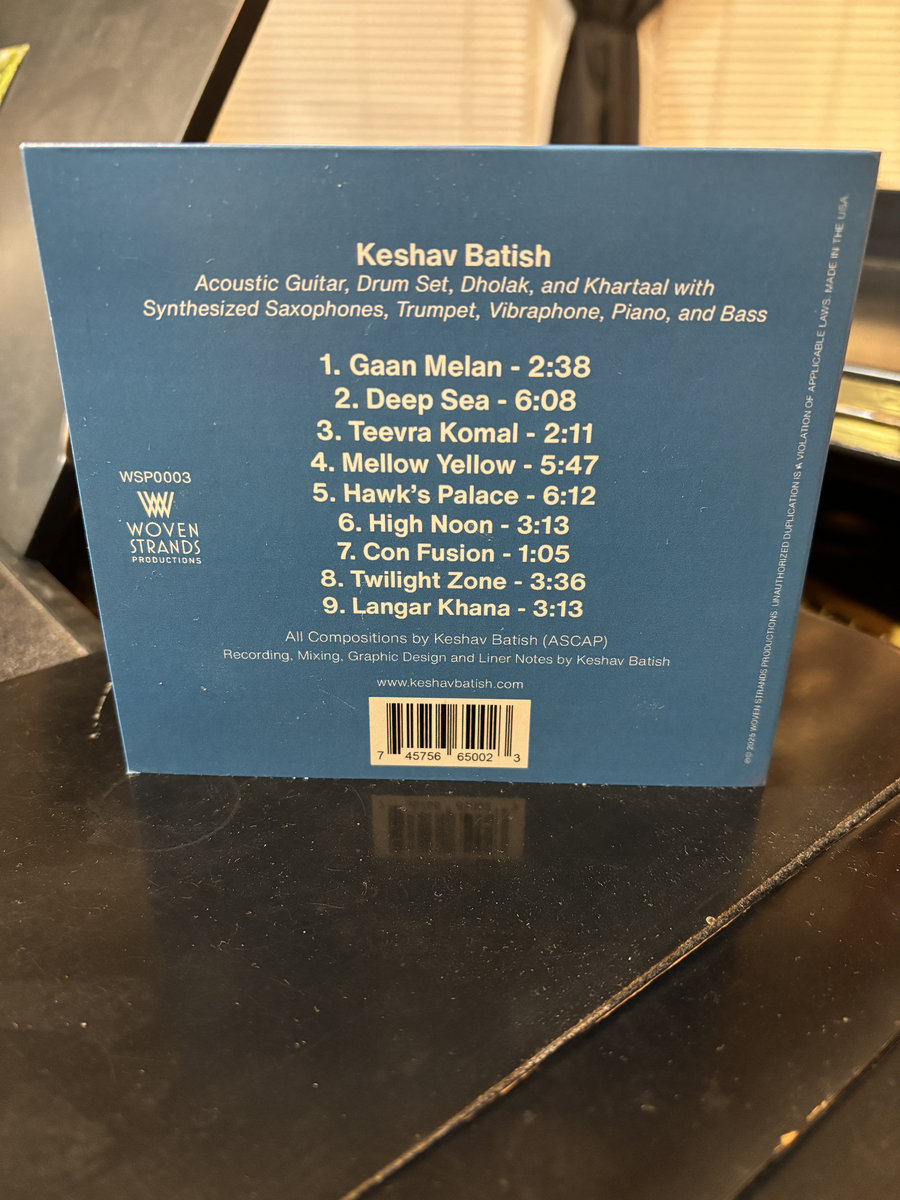 Keshav Batish
Acoustic Guitar, Drum Set, Dholak, and Khartaal with
Synthesized Saxophones, Trumpet, Vibraphone, Piano, and Bass
1. Gaan Melan - 2:38
2. Deep Sea - 6:08
3. Teevra Komal - 2:11
4. Mellow Yellow - 5:47
5. Hawk's Palace - 6:12
6. High Noon - 3:13
7. Con Fusion - 1:05
8. Twilight Zone - 3:36
9. Langar Khana - 3:13
WSP0003
WOVEN
STRANDS
PRODUCTIONS
All Compositions by Keshav Batish (ASCAP)
Recording, Mixing, Graphic Design and Liner Notes by Keshav Batish
www.keshavbatish.com
7 45756 65002 3
℗© 2025 WOVEN STRANDS PRODUCTIONS. UNAUTHORIZED DUPLICATION IS A VIOLATION OF APPLICABLE LAWS. MADE IN THE USA.